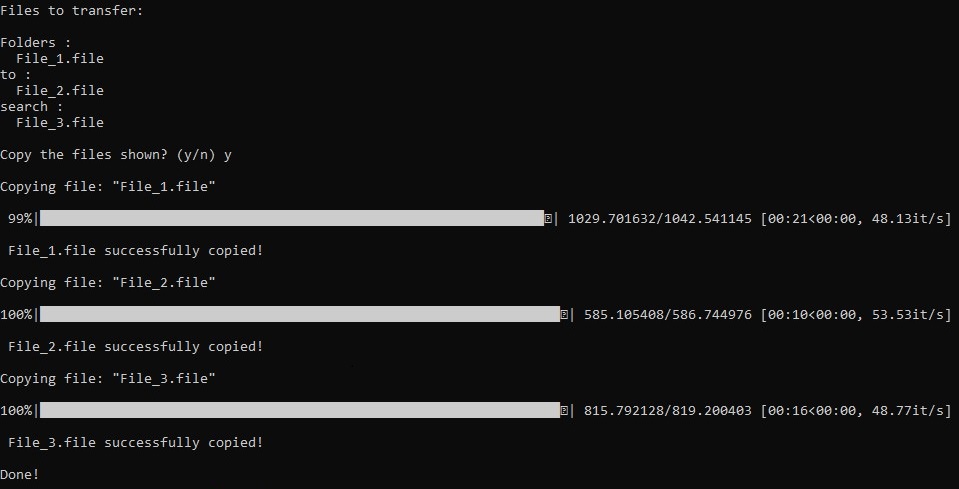 Files to transfer:
Folders :
File_1.file
to :
File_2.file
search :
File_3.file
Copy the files shown? (y/n) y
Copying file: "File_1.file"
99%|█| 1029.701632/1042.541145 [00:21<00:00, 48.13it/s]
File_1.file successfully copied!
Copying file: "File_2.file"
100%|█| 585.105408/586.744976 [00:10<00:00, 53.53it/s]
File_2.file successfully copied!
Copying file: "File_3.file"
100%|█| 815.792128/819.200403 [00:16<00:00, 48.77it/s]
File_3.file successfully copied!
Done!